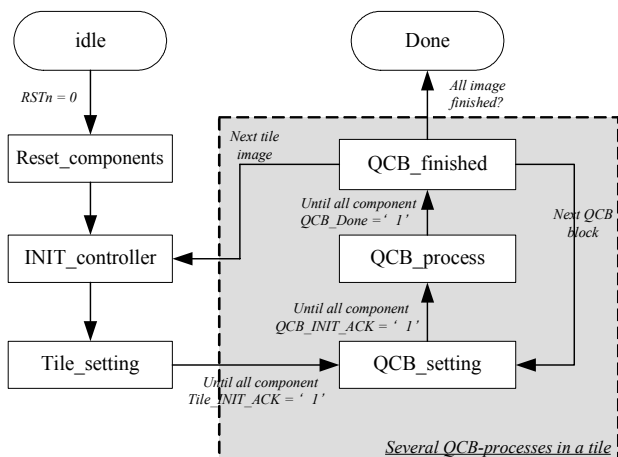 idle
RSTn = 0
Reset_components
INIT_controller
Tile_setting
Until all component
Tile_INIT_ACK = ‘ 1’
Done
All image
finished?
Next tile
image
QCB_finished
Until all component
QCB_Done =‘ 1’
Next QCB
block
QCB_process
Until all component
QCB_INIT_ACK = ‘ 1’
QCB_setting
Several QCB-processes in a tile